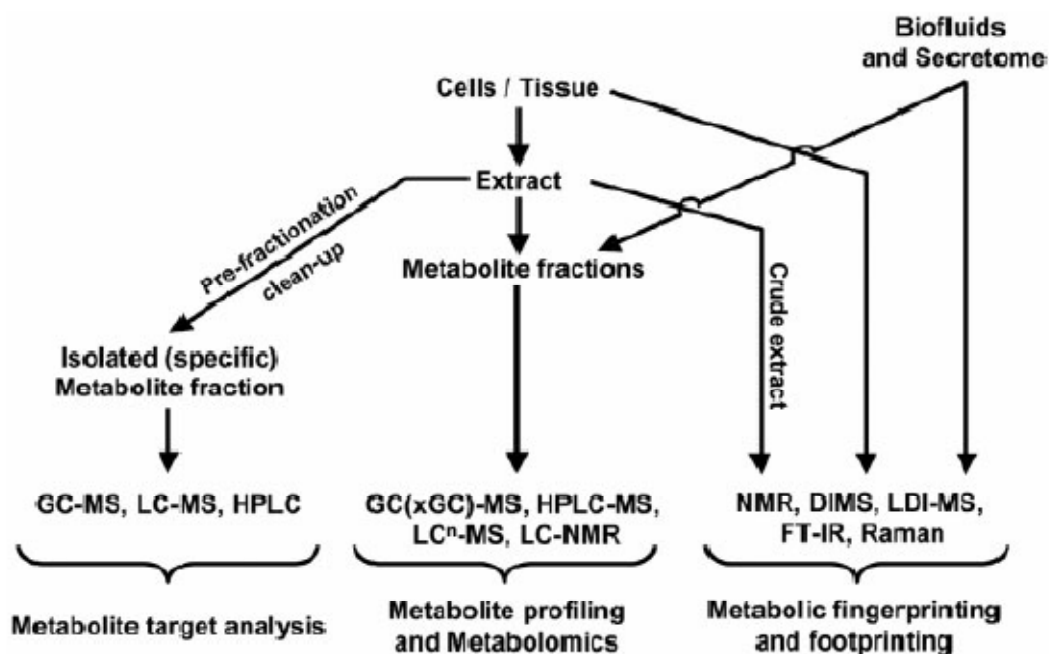 Biofluids
and Secretome
Cells / Tissue
Extract
Pre-fractionation
clean-up
Metabolite fractions
Crude extract
Isolated (specific)
Metabolite fraction
GC-MS, LC-MS, HPLC
GC(xGC)-MS, HPLC-MS,
LCⁿ-MS, LC-NMR
NMR, DIMS, LDI-MS,
FT-IR, Raman
Metabolite target analysis
Metabolite profiling
and Metabolomics
Metabolic fingerprinting
and footprinting